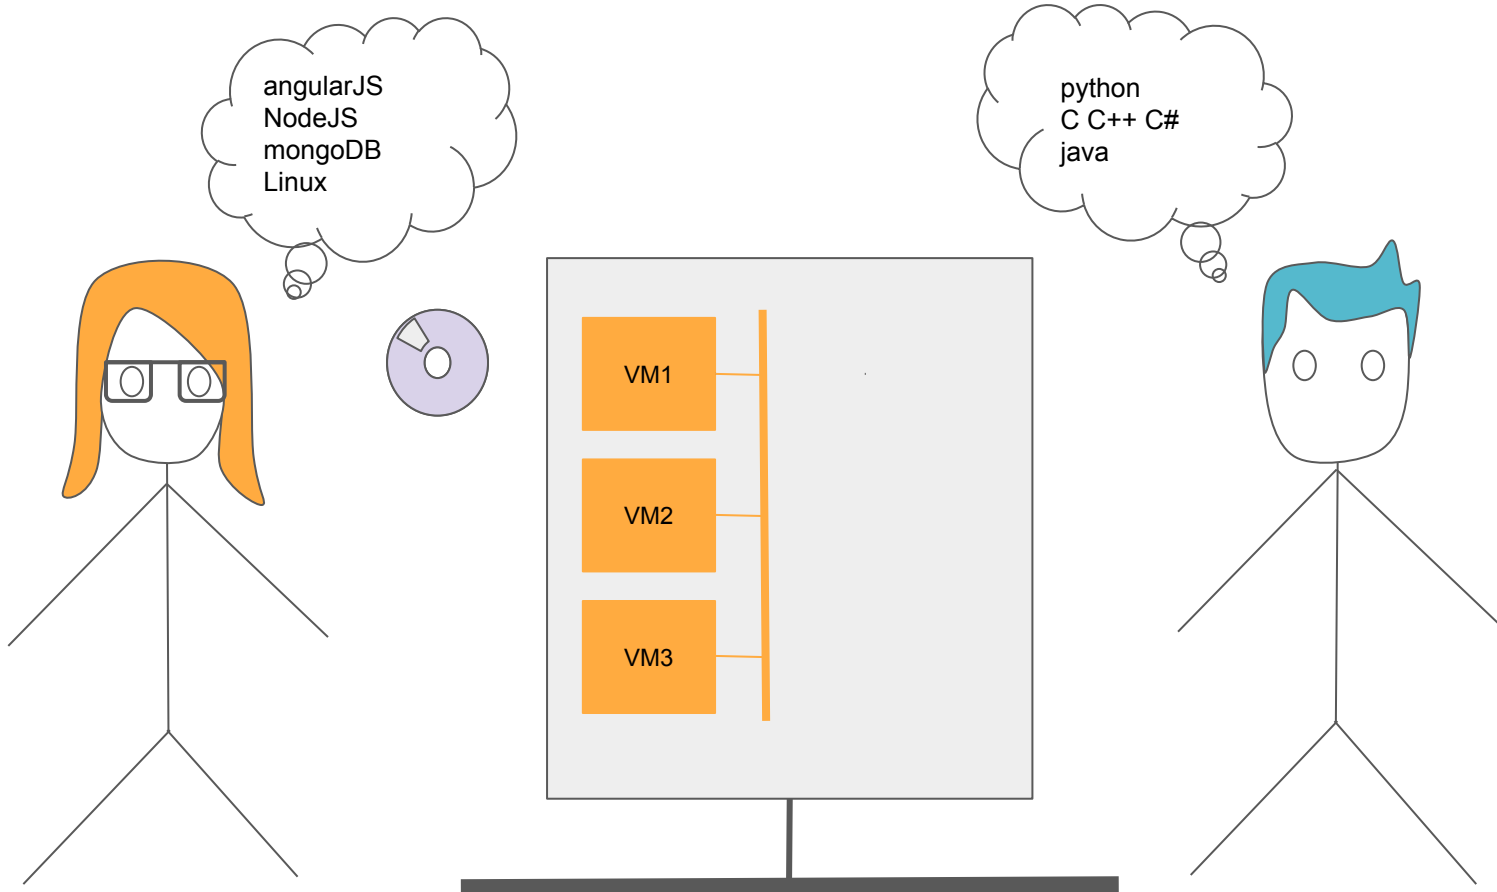 angularJS
NodeJS
mongoDB
Linux
python
C C++ C#
java
VM1
VM2
VM3